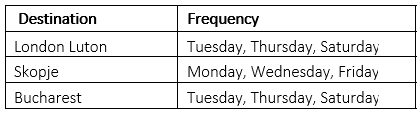 Destination Frequency
London Luton Tuesday, Thursday, Saturday
Skopje Monday, Wednesday, Friday
Bucharest Tuesday, Thursday, Saturday